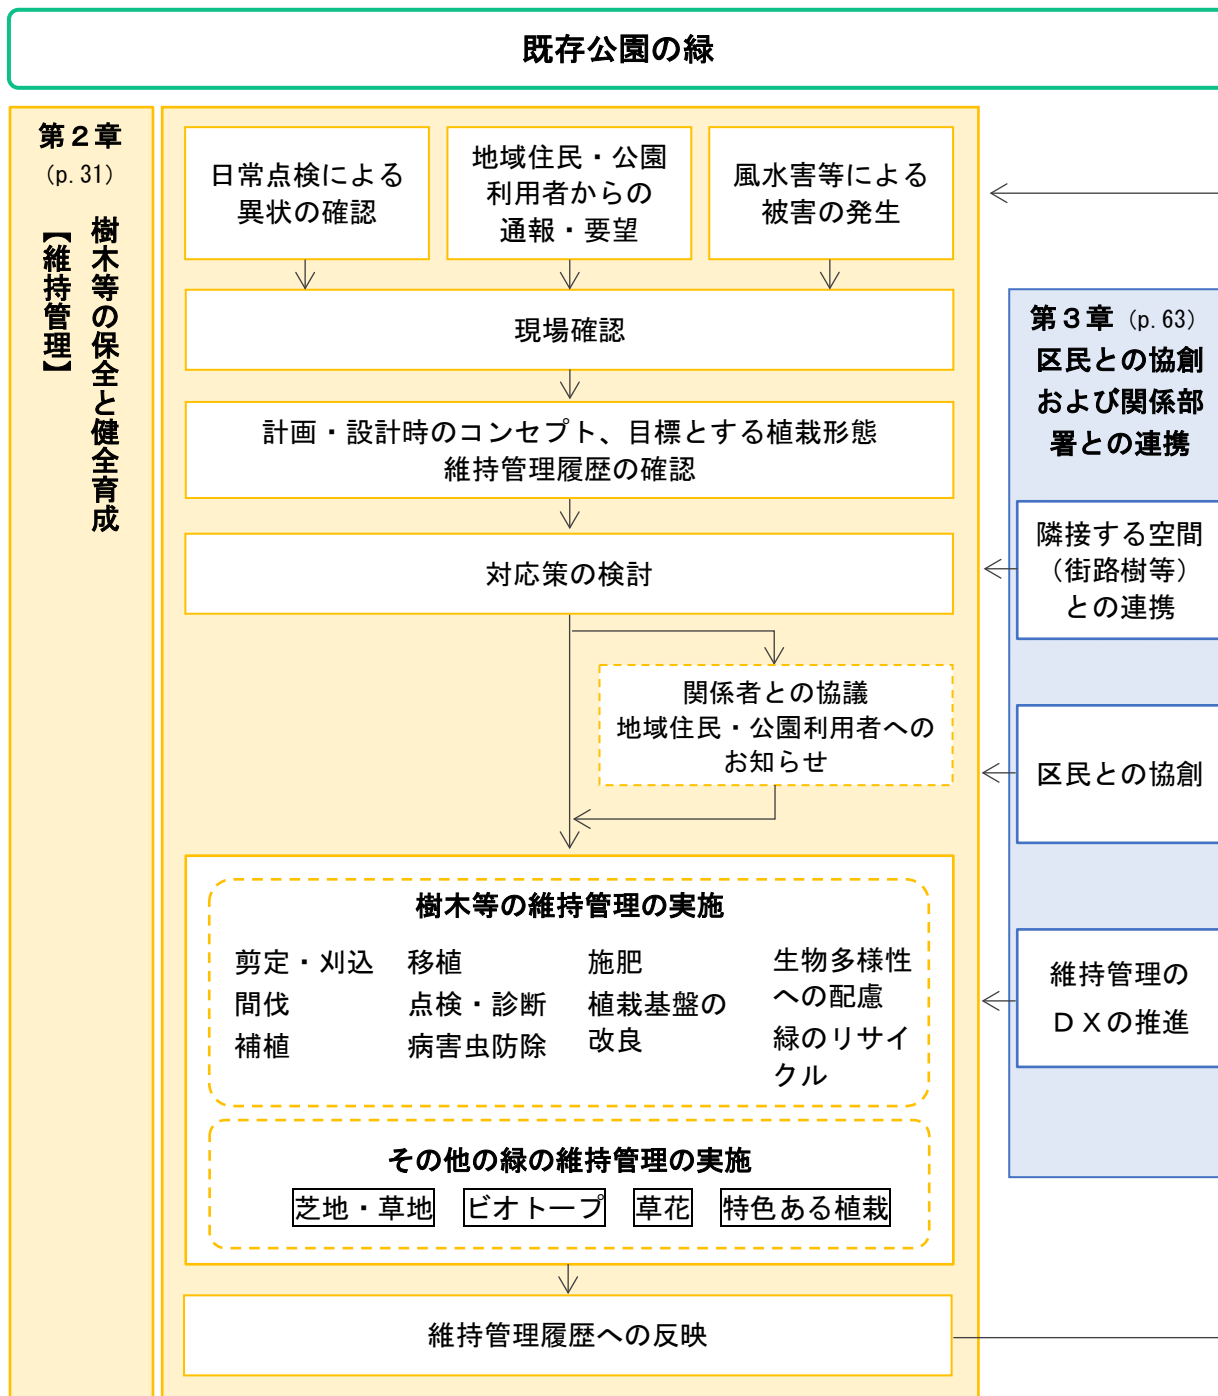 既存公園の緑
第２章
（p.31）
樹木等の保全と健全育成
【維持管理】
日常点検による
異状の確認
地域住民・公園
利用者からの
通報・要望
風水害等による
被害の発生
現場確認
計画・設計時のコンセプト、目標とする植栽形態
維持管理履歴の確認
対応策の検討
関係者との協議
地域住民・公園利用者への
お知らせ
樹木等の維持管理の実施
剪定・刈込
間伐
補植
移植
点検・診断
病害虫防除
施肥
植栽基盤の
改良
生物多様性
への配慮
緑のリサイ
クル
その他の緑の維持管理の実施
芝地・草地 ビオトープ 草花 特色ある植栽
維持管理履歴への反映
第３章（p.63）
区民との協創
および関係部
署との連携
隣接する空間
（街路樹等）
との連携
区民との協創
維持管理の
ＤＸの推進